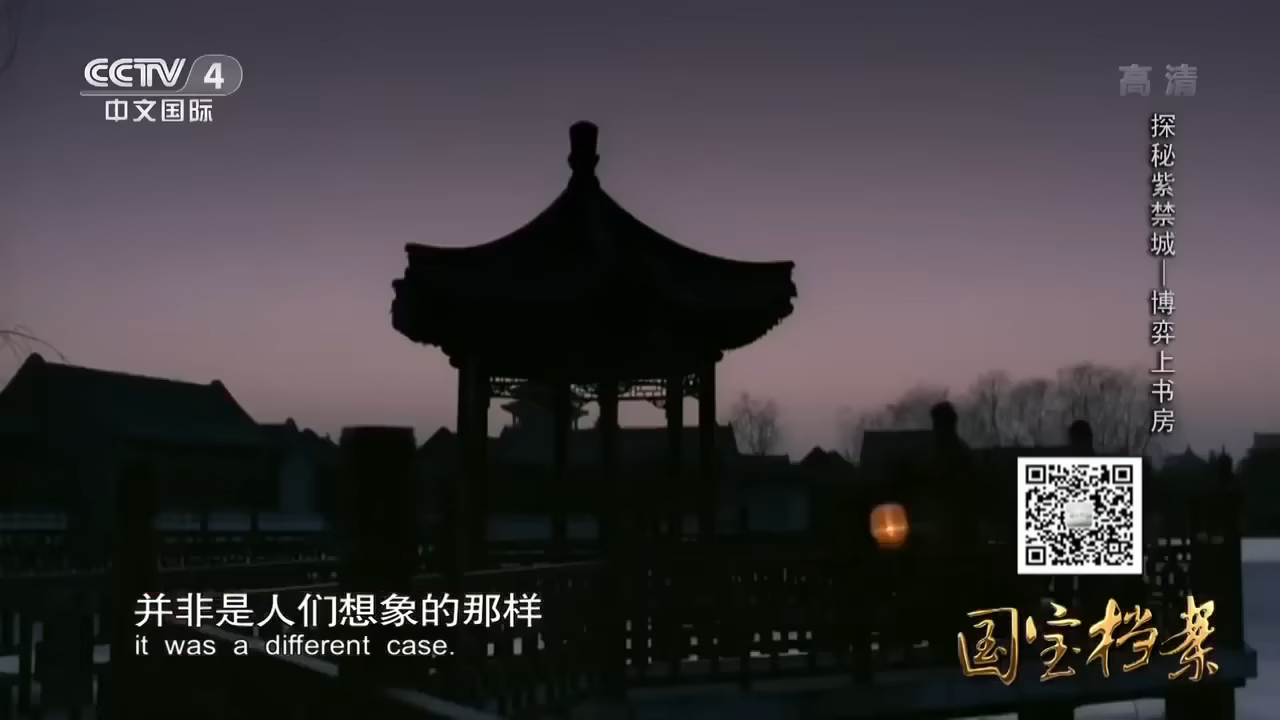 CCTV 4
中文国际
高清
探秘紫禁城—博弈上书房
并非是人们想象的那样
it was a different case.
国宝档案